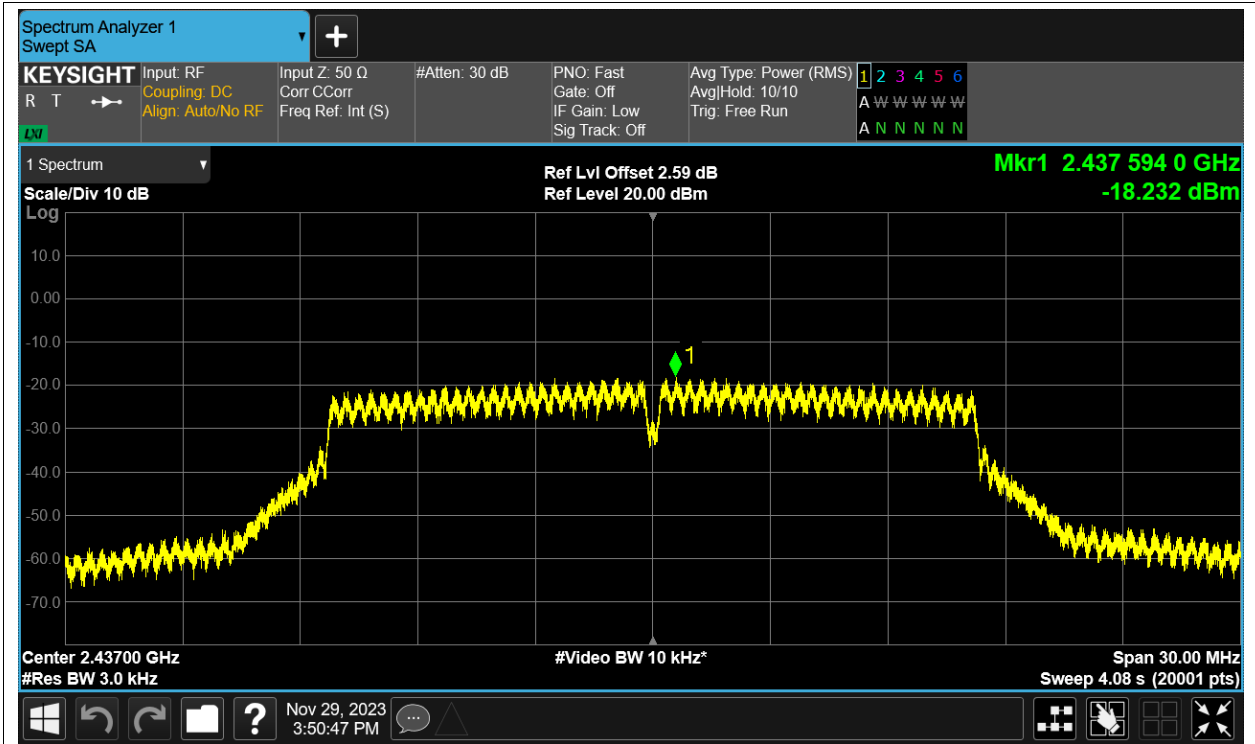 Spectrum Analyzer 1
Swept SA
KEYSIGHT
R T
LXI
Input: RF
Coupling: DC
Align: Auto/No RF
Input Z: 50 Ω
Corr CCorr
Freq Ref: Int (S)
#Atten: 30 dB
PNO: Fast
Gate: Off
IF Gain: Low
Sig Track: Off
Avg Type: Power (RMS)
Avg|Hold: 10/10
Trig: Free Run
1 2 3 4 5 6
A W W W W W
A N N N N N
1 Spectrum
Scale/Div 10 dB
Log
Ref Lvl Offset 2.59 dB
Ref Level 20.00 dBm
Mkr1 2.437 594 0 GHz
-18.232 dBm
10.0
0.00
-10.0
1
-20.0
-30.0
-40.0
-50.0
-60.0
-70.0
Center 2.43700 GHz
#Res BW 3.0 kHz
#Video BW 10 kHz*
Span 30.00 MHz
Sweep 4.08 s (20001 pts)
?
Nov 29, 2023
3:50:47 PM